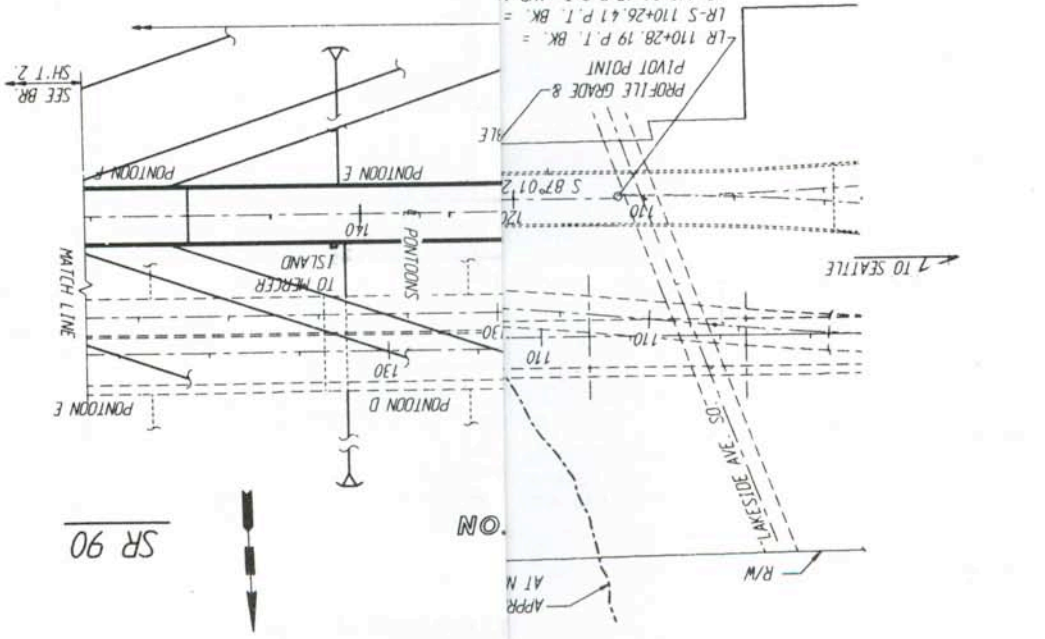 R/W
APPR
AT N
SR 90
LAKESIDE AVE. SO.
PONTOON D
PONTOON E
110
130
110
30
TO SEATTLE
TO MERCER
ISLAND
PONTOONS
MATCH LINE
110
120
140
S 87°01'2
PONTOON E
PONTOON F
BLE
PROFILE GRADE &
PIVOT POINT
LR 110+28.19 P.T. BK. =
LR-S 110+26.41 P.T. BK. =
SEE BR.
SH'T 2.